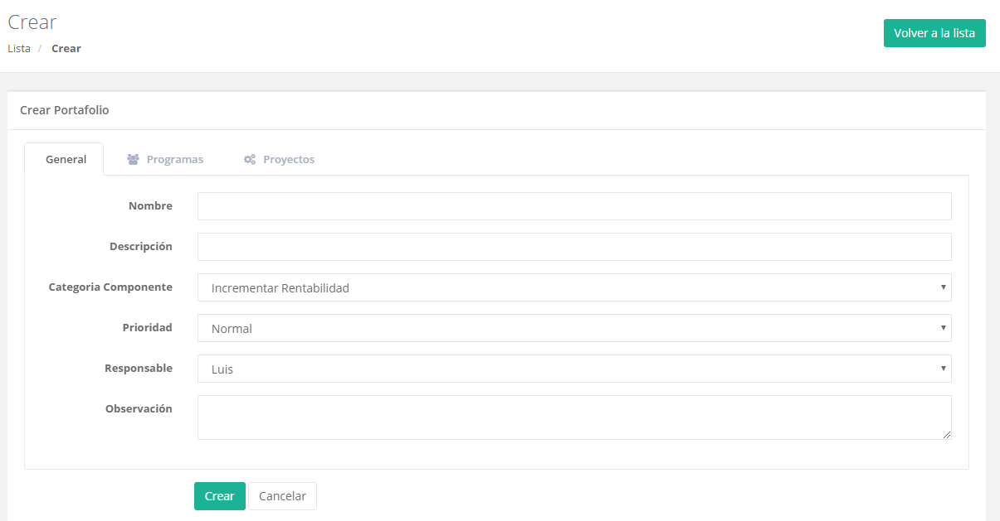 Crear
Volver a la lista
Lista / Crear
Crear Portafolio
General Programas Proyectos
Nombre
Descripción
Categoria Componente Incrementar Rentabilidad
Prioridad Normal
Responsable Luis
Observación
Crear Cancelar